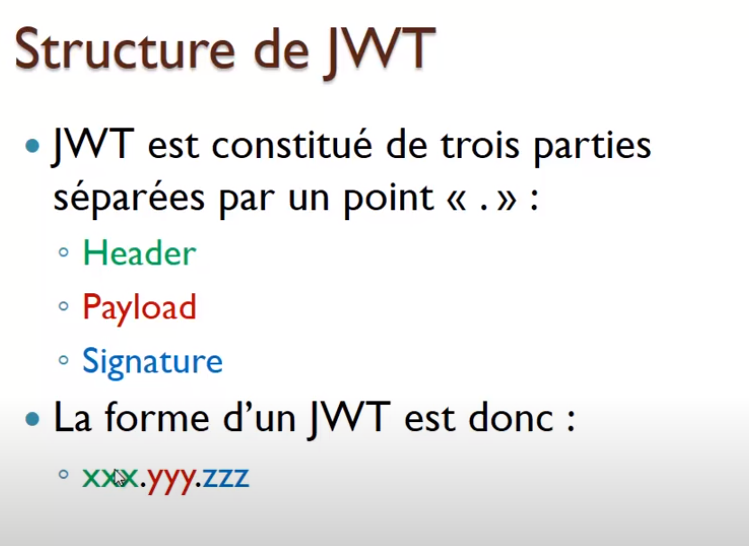 Structure de JWT
• JWT est constitué de trois parties
séparées par un point « . » :
◦ Header
◦ Payload
◦ Signature
• La forme d’un JWT est donc :
◦ xxx.yyy.zzz